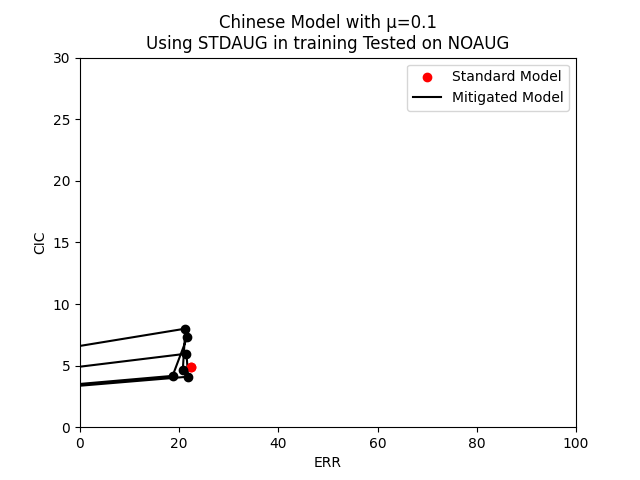 Chinese Model with μ=0.1
Using STDAUG in training Tested on NOAUG
Standard Model
Mitigated Model
CIC
30
25
20
15
10
5
0
0 20 40 60 80 100
ERR